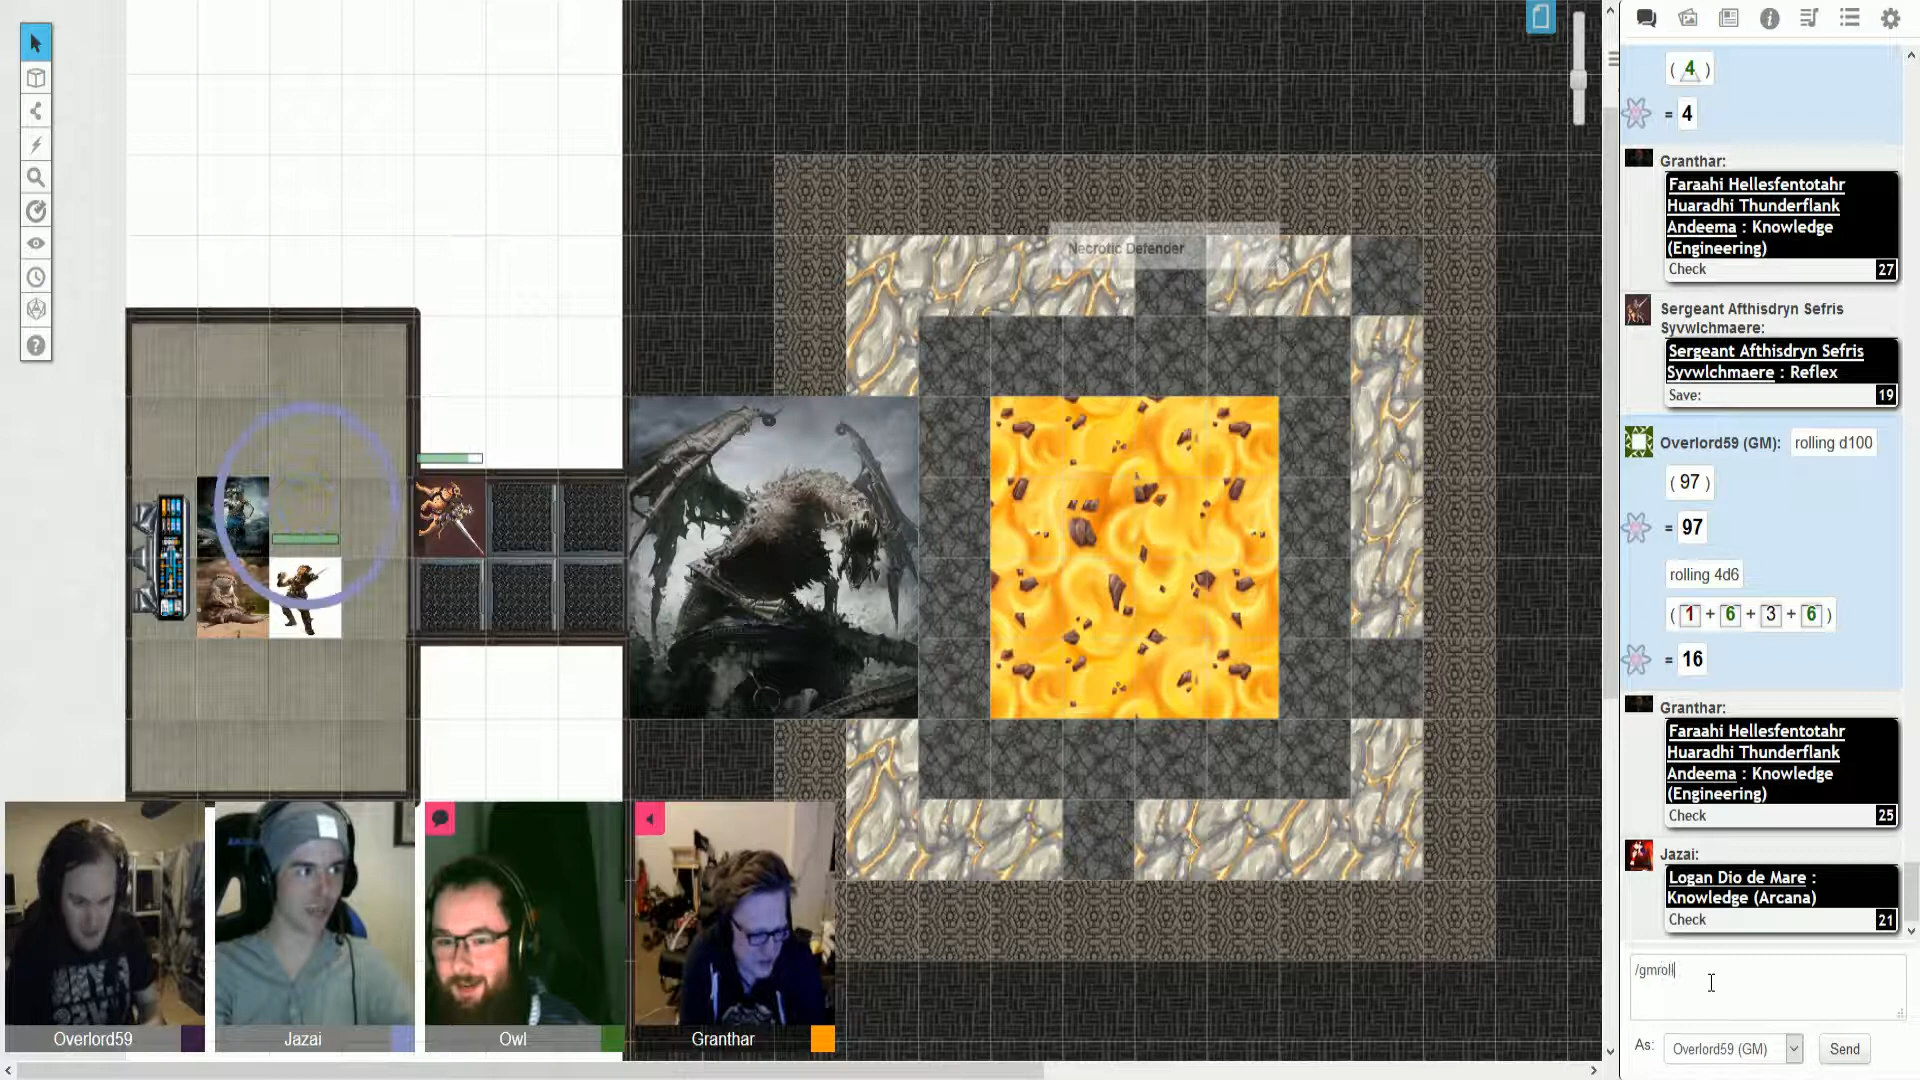 ( 4 )
= 4
Granthar:
Faraahi Hellesfentotahr
Huaradhi Thunderflank
Andeema : Knowledge
(Engineering)
Check 27
Sergeant Afthisdryn Sefris
Syvwlchmaere:
Sergeant Afthisdryn Sefris
Syvwlchmaere : Reflex
Save: 19
Overlord59 (GM): rolling d100
( 97 )
= 97
rolling 4d6
( 1 + 6 + 3 + 6 )
= 16
Granthar:
Faraahi Hellesfentotahr
Huaradhi Thunderflank
Andeema : Knowledge
(Engineering)
Check 25
Jazai:
Logan Dio de Mare :
Knowledge (Arcana)
Check 21
/gmroll
As: Overlord59 (GM) Send
Necrotic Defender
Overlord59
Jazai
Owl
Granthar